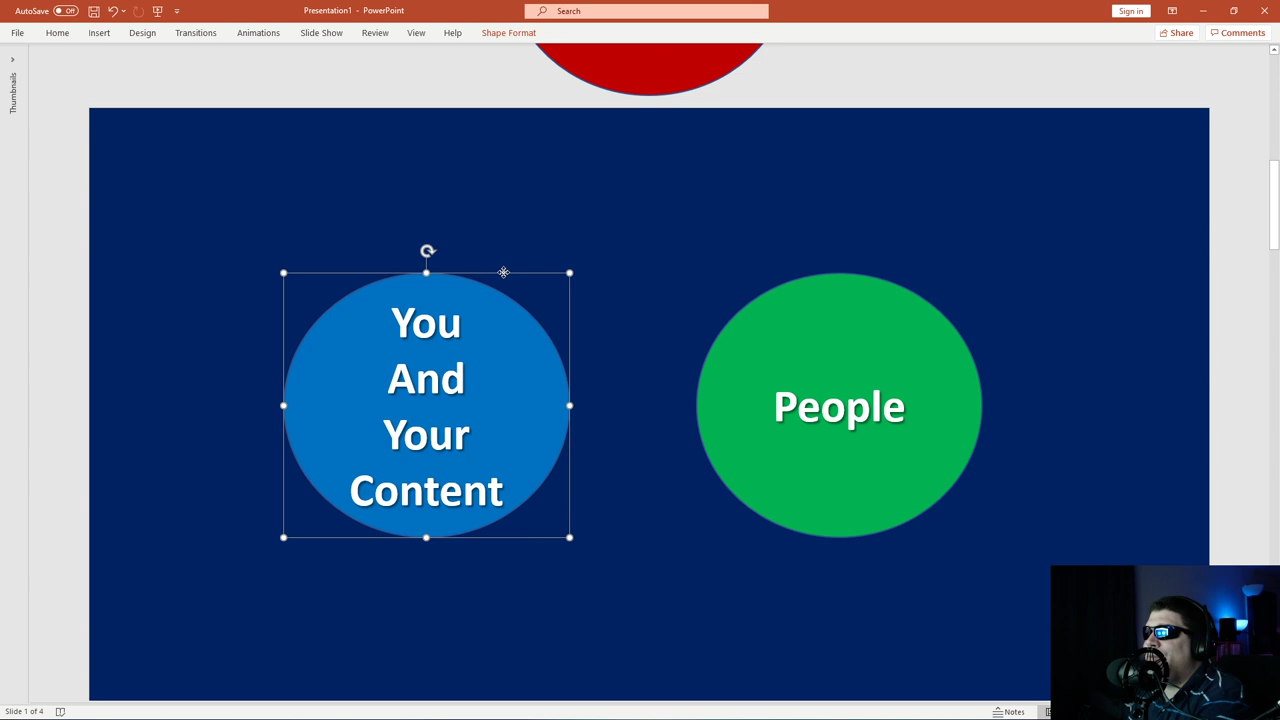 AutoSave Off
Presentation1 - PowerPoint
Search
Sign in
File Home Insert Design Transitions Animations Slide Show Review View Help Shape Format
Share Comments
Thumbnails
You
And
Your
Content
People
Slide 1 of 4
Notes